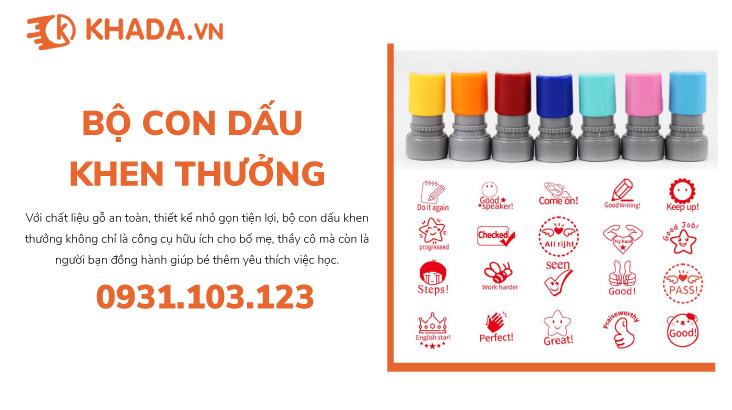 KHADA.VN
BỘ CON DẤU
KHEN THƯỞNG
Với chất liệu gỗ an toàn, thiết kế nhỏ gọn tiện lợi, bộ con dấu khen
thưởng không chỉ là công cụ hữu ích cho bố mẹ, thầy cô mà còn là
người bạn đồng hành giúp bé thêm yêu thích việc học.
0931.103.123
Do it again
Good speaker!
Come on!
Good Writing!
Keep up!
progressed
Checked
All rijht
try hard
Good Job!
Steps!
Work harder
seen
Good!
PASS!
English star!
Perfect!
Great!
Praiseworthy
Good!